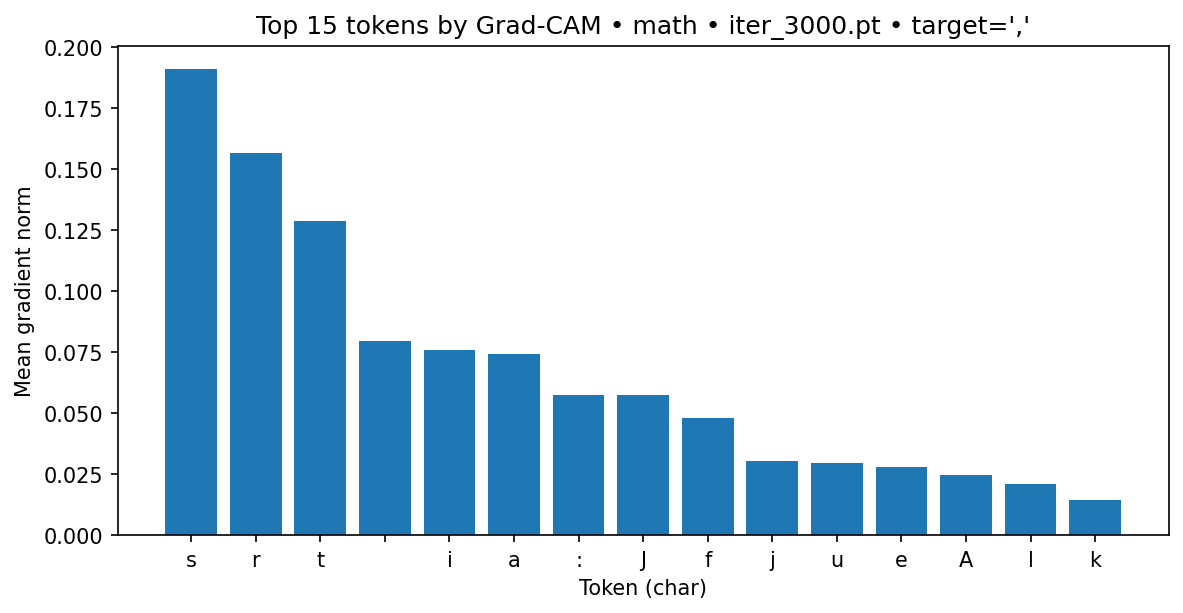 Top 15 tokens by Grad-CAM • math • iter_3000.pt • target=','
0.200
0.175
0.150
0.125
0.100
0.075
0.050
0.025
0.000
Mean gradient norm
s r t i a : J f j u e A l k
Token (char)